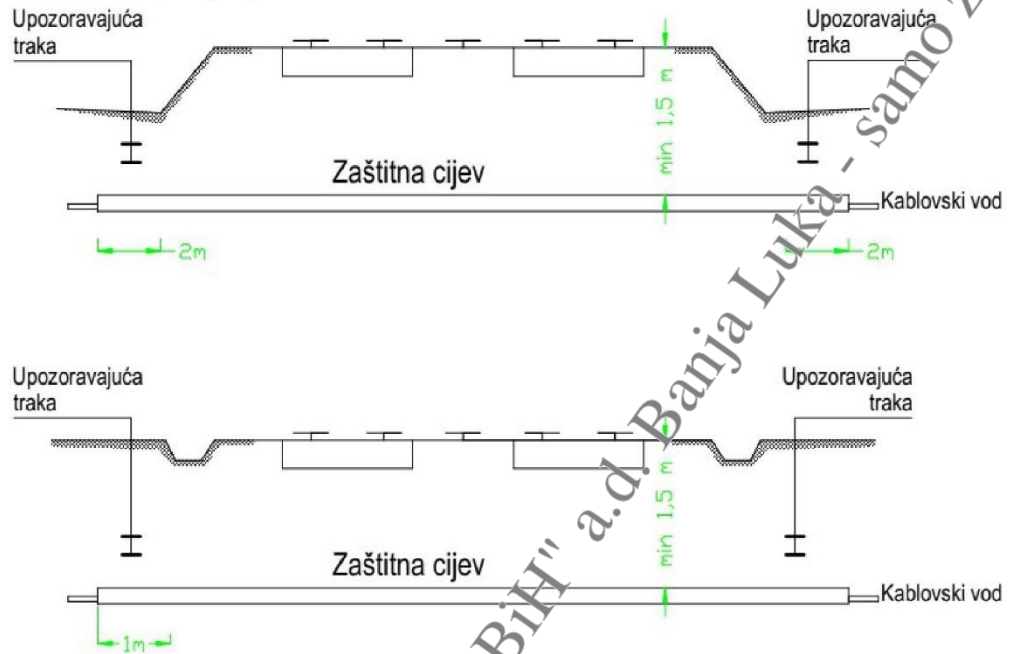 Upozoravajuća
traka
Upozoravajuća
traka
min 1,5 m
Zaštitna cijev
Kablovski vod
2m
2m
Upozoravajuća
traka
Upozoravajuća
traka
min 1,5 m
Zaštitna cijev
Kablovski vod
1m
BiH" a.d. Banja Luka - samo